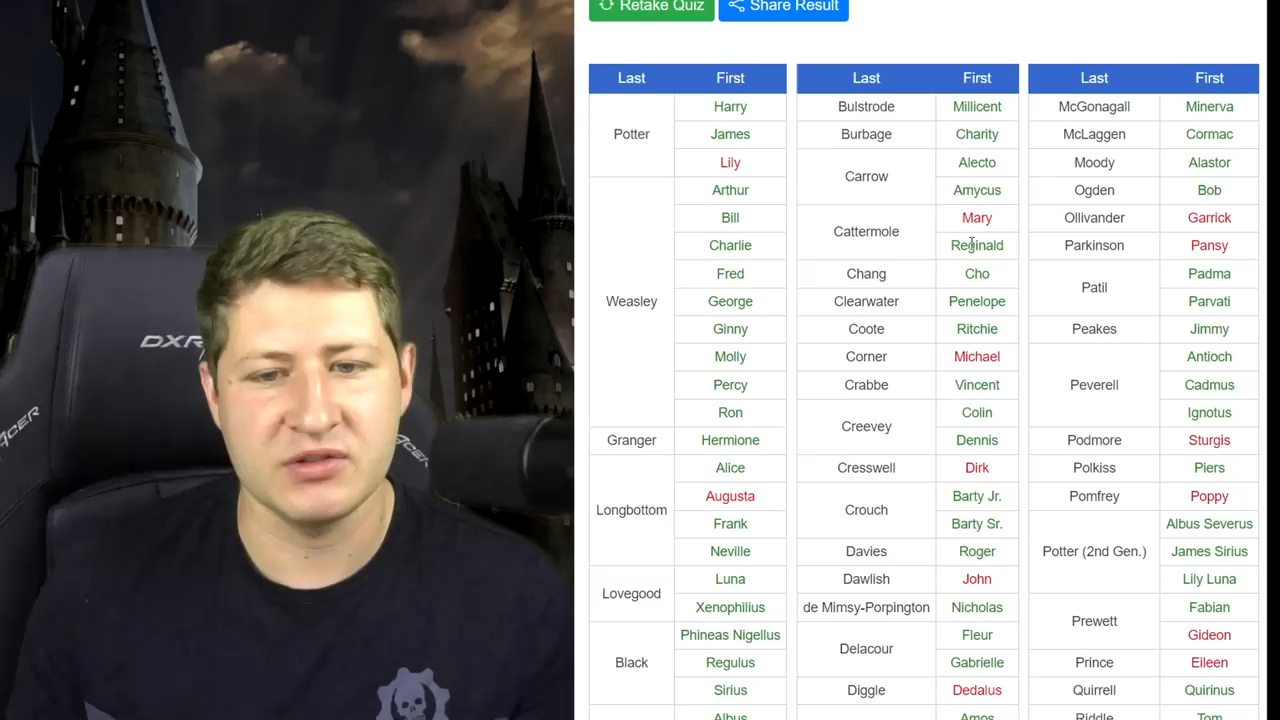 Retake Quiz
Share Result
DXR
ACER
Last First
Potter
Harry
James
Lily
Weasley
Arthur
Bill
Charlie
Fred
George
Ginny
Molly
Percy
Ron
Granger Hermione
Longbottom
Alice
Augusta
Frank
Neville
Lovegood
Luna
Xenophilius
Black
Phineas Nigellus
Regulus
Sirius
Albus
Last First
Bulstrode Millicent
Burbage Charity
Carrow
Alecto
Amycus
Cattermole
Mary
Reginald
Chang Cho
Clearwater Penelope
Coote Ritchie
Corner Michael
Crabbe Vincent
Creevey
Colin
Dennis
Cresswell Dirk
Crouch
Barty Jr.
Barty Sr.
Davies Roger
Dawlish John
de Mimsy-Porpington Nicholas
Delacour
Fleur
Gabrielle
Diggle Dedalus
Amos
Last First
McGonagall Minerva
McLaggen Cormac
Moody Alastor
Ogden Bob
Ollivander Garrick
Parkinson Pansy
Patil
Padma
Parvati
Peakes Jimmy
Peverell
Antioch
Cadmus
Ignotus
Podmore Sturgis
Polkiss Piers
Pomfrey Poppy
Potter (2nd Gen.)
Albus Severus
James Sirius
Lily Luna
Prewett
Fabian
Gideon
Prince Eileen
Quirrell Quirinus
Riddle Tom